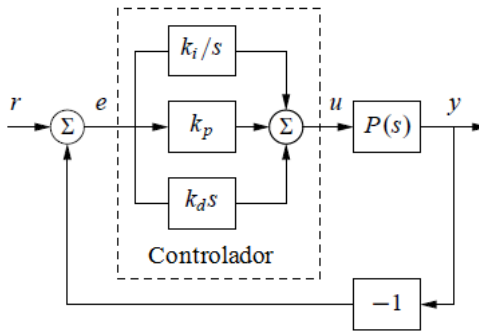 k_i/s
r
Σ
e
k_p
Σ
u
P(s)
y
k_d s
Controlador
−1